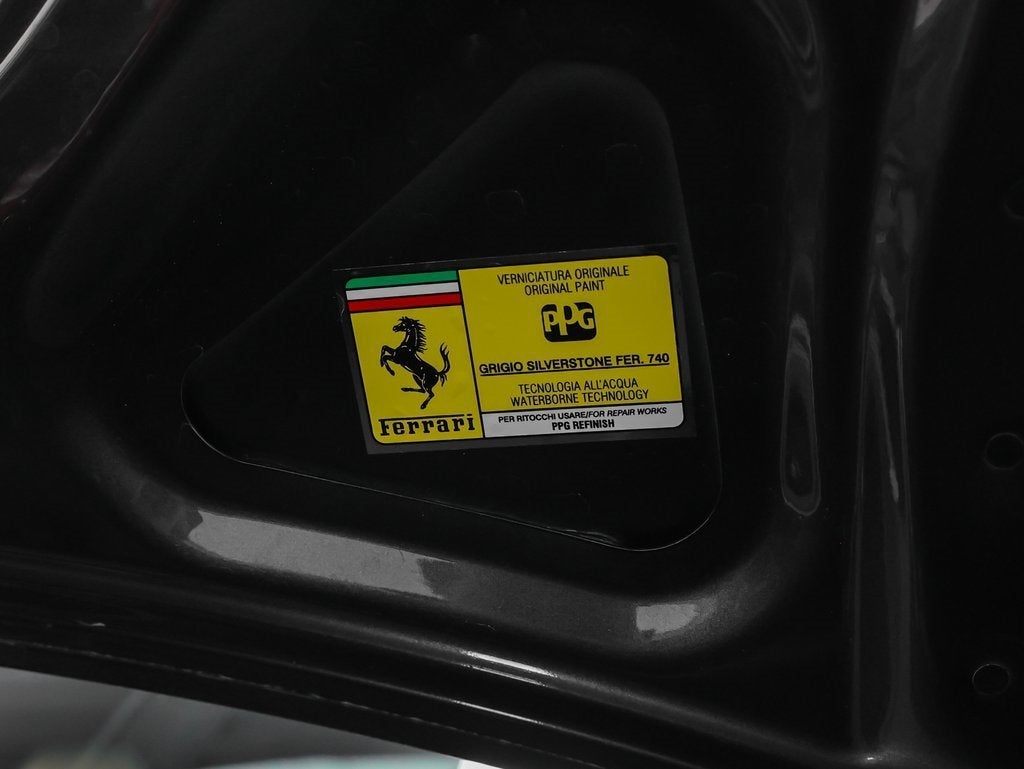 VERNICIATURA ORIGINALE
ORIGINAL PAINT
PPG
GRIGIO SILVERSTONE FER. 740
TECNOLOGIA ALL'ACQUA
WATERBORNE TECHNOLOGY
PER RITOCCHI USARE/FOR REPAIR WORKS
PPG REFINISH
Ferrari